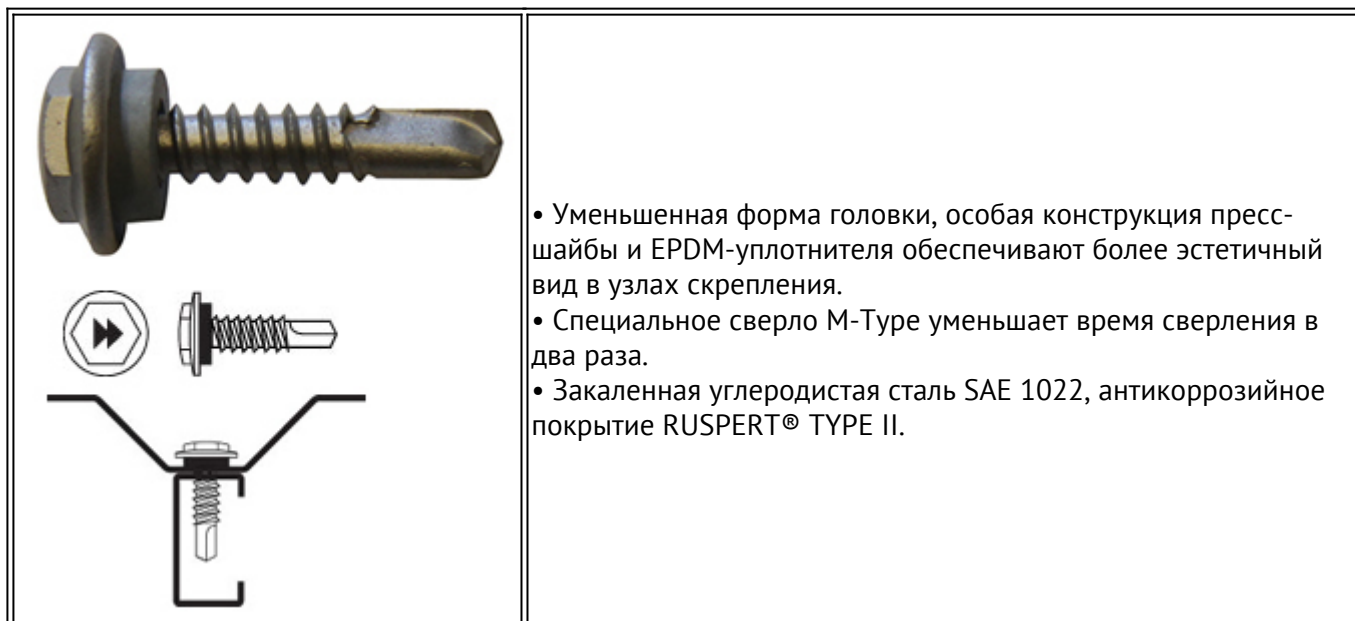 • Уменьшенная форма головки, особая конструкция пресс-
шайбы и EPDM-уплотнителя обеспечивают более эстетичный
вид в узлах скрепления.
• Специальное сверло M-Type уменьшает время сверления в
два раза.
• Закаленная углеродистая сталь SAE 1022, антикоррозийное
покрытие RUSPERT® TYPE II.